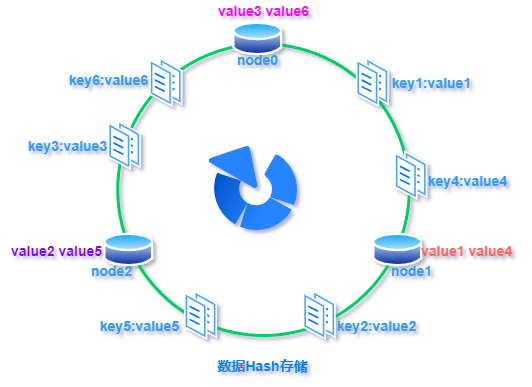 value3 value6
node0
key6:value6
key1:value1
key3:value3
key4:value4
value2 value5
value1 value4
node2
node1
key5:value5
key2:value2
数据Hash存储